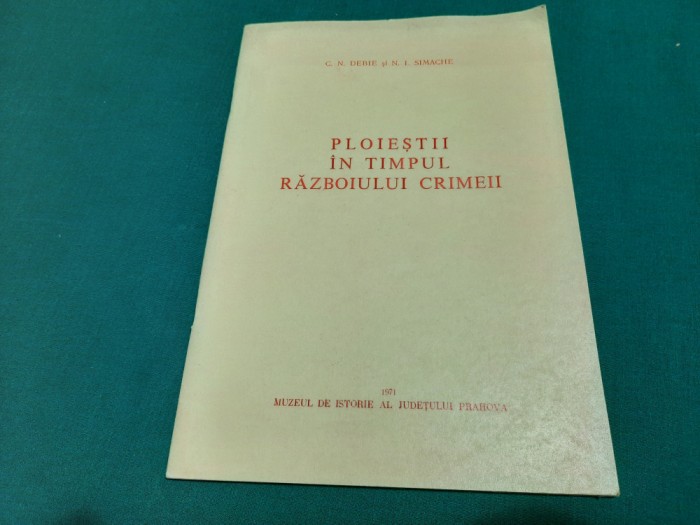 C. N. DEBIE și N. I. SIMACHE
PLOIEȘTII
ÎN TIMPUL
RĂZBOIULUI CRIMEII
1971
MUZEUL DE ISTORIE AL JUDEȚULUI PRAHOVA